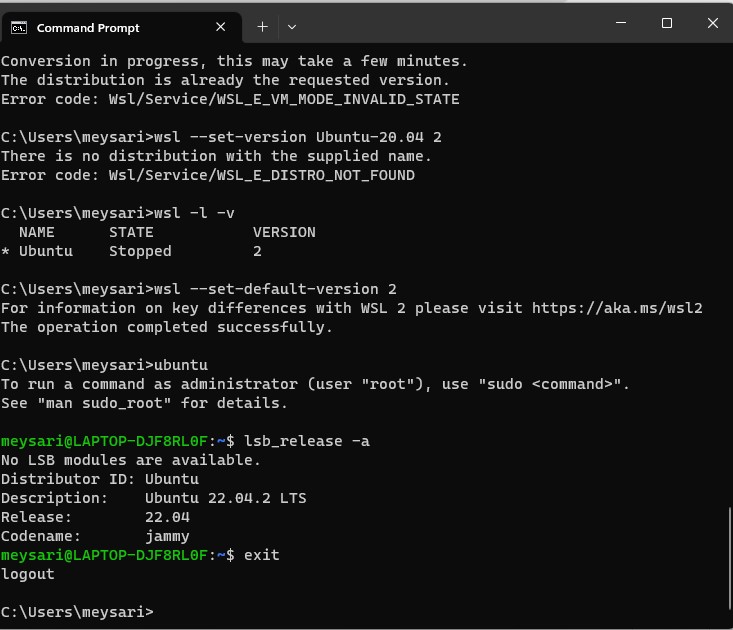 Command Prompt
Conversion in progress, this may take a few minutes.
The distribution is already the requested version.
Error code: Wsl/Service/WSL_E_VM_MODE_INVALID_STATE
C:\Users\meysari>wsl --set-version Ubuntu-20.04 2
There is no distribution with the supplied name.
Error code: Wsl/Service/WSL_E_DISTRO_NOT_FOUND
C:\Users\meysari>wsl -l -v
NAME STATE VERSION
* Ubuntu Stopped 2
C:\Users\meysari>wsl --set-default-version 2
For information on key differences with WSL 2 please visit https://aka.ms/wsl2
The operation completed successfully.
C:\Users\meysari>ubuntu
To run a command as administrator (user "root"), use "sudo <command>".
See "man sudo_root" for details.
meysari@LAPTOP-DJF8RL0F:~$ lsb_release -a
No LSB modules are available.
Distributor ID: Ubuntu
Description: Ubuntu 22.04.2 LTS
Release: 22.04
Codename: jammy
meysari@LAPTOP-DJF8RL0F:~$ exit
logout
C:\Users\meysari>